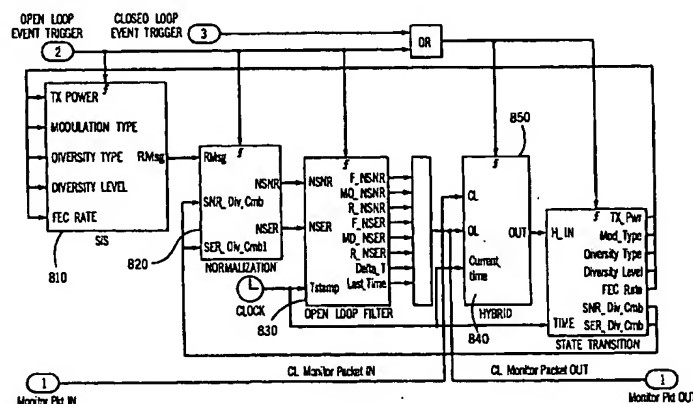 OPEN LOOP
EVENT TRIGGER
2
CLOSED LOOP
EVENT TRIGGER
3
OR
TX POWER
MODULATION TYPE
DIVERSITY TYPE
DIVERSITY LEVEL
FEC RATE
RMsg
SIS
810
RMsg
SNR_Div_Cmb
SER_Div_Cmb1
NSNR
NSER
NORMALIZATION
820
CLOCK
NSNR
NSER
Tstamp
F_NSNR
MQ_NSNR
R_NSNR
F_NSER
MD_NSER
R_NSER
Delta_T
Last_Time
OPEN LOOP FILTER
830
850
CL
OL
Current_
time
OUT
HYBRID
840
H_IN
TIME
TX_Pwr
Mod_Type
Diversity Type
Diversity Level
FEC Rate
SNR_Div_Cmb
SER_Div_Cmb
STATE TRANSITION
1
Monitor Pkt IN
CL Monitor Packet IN
CL Monitor Packet OUT
1
Monitor Pkt OUT